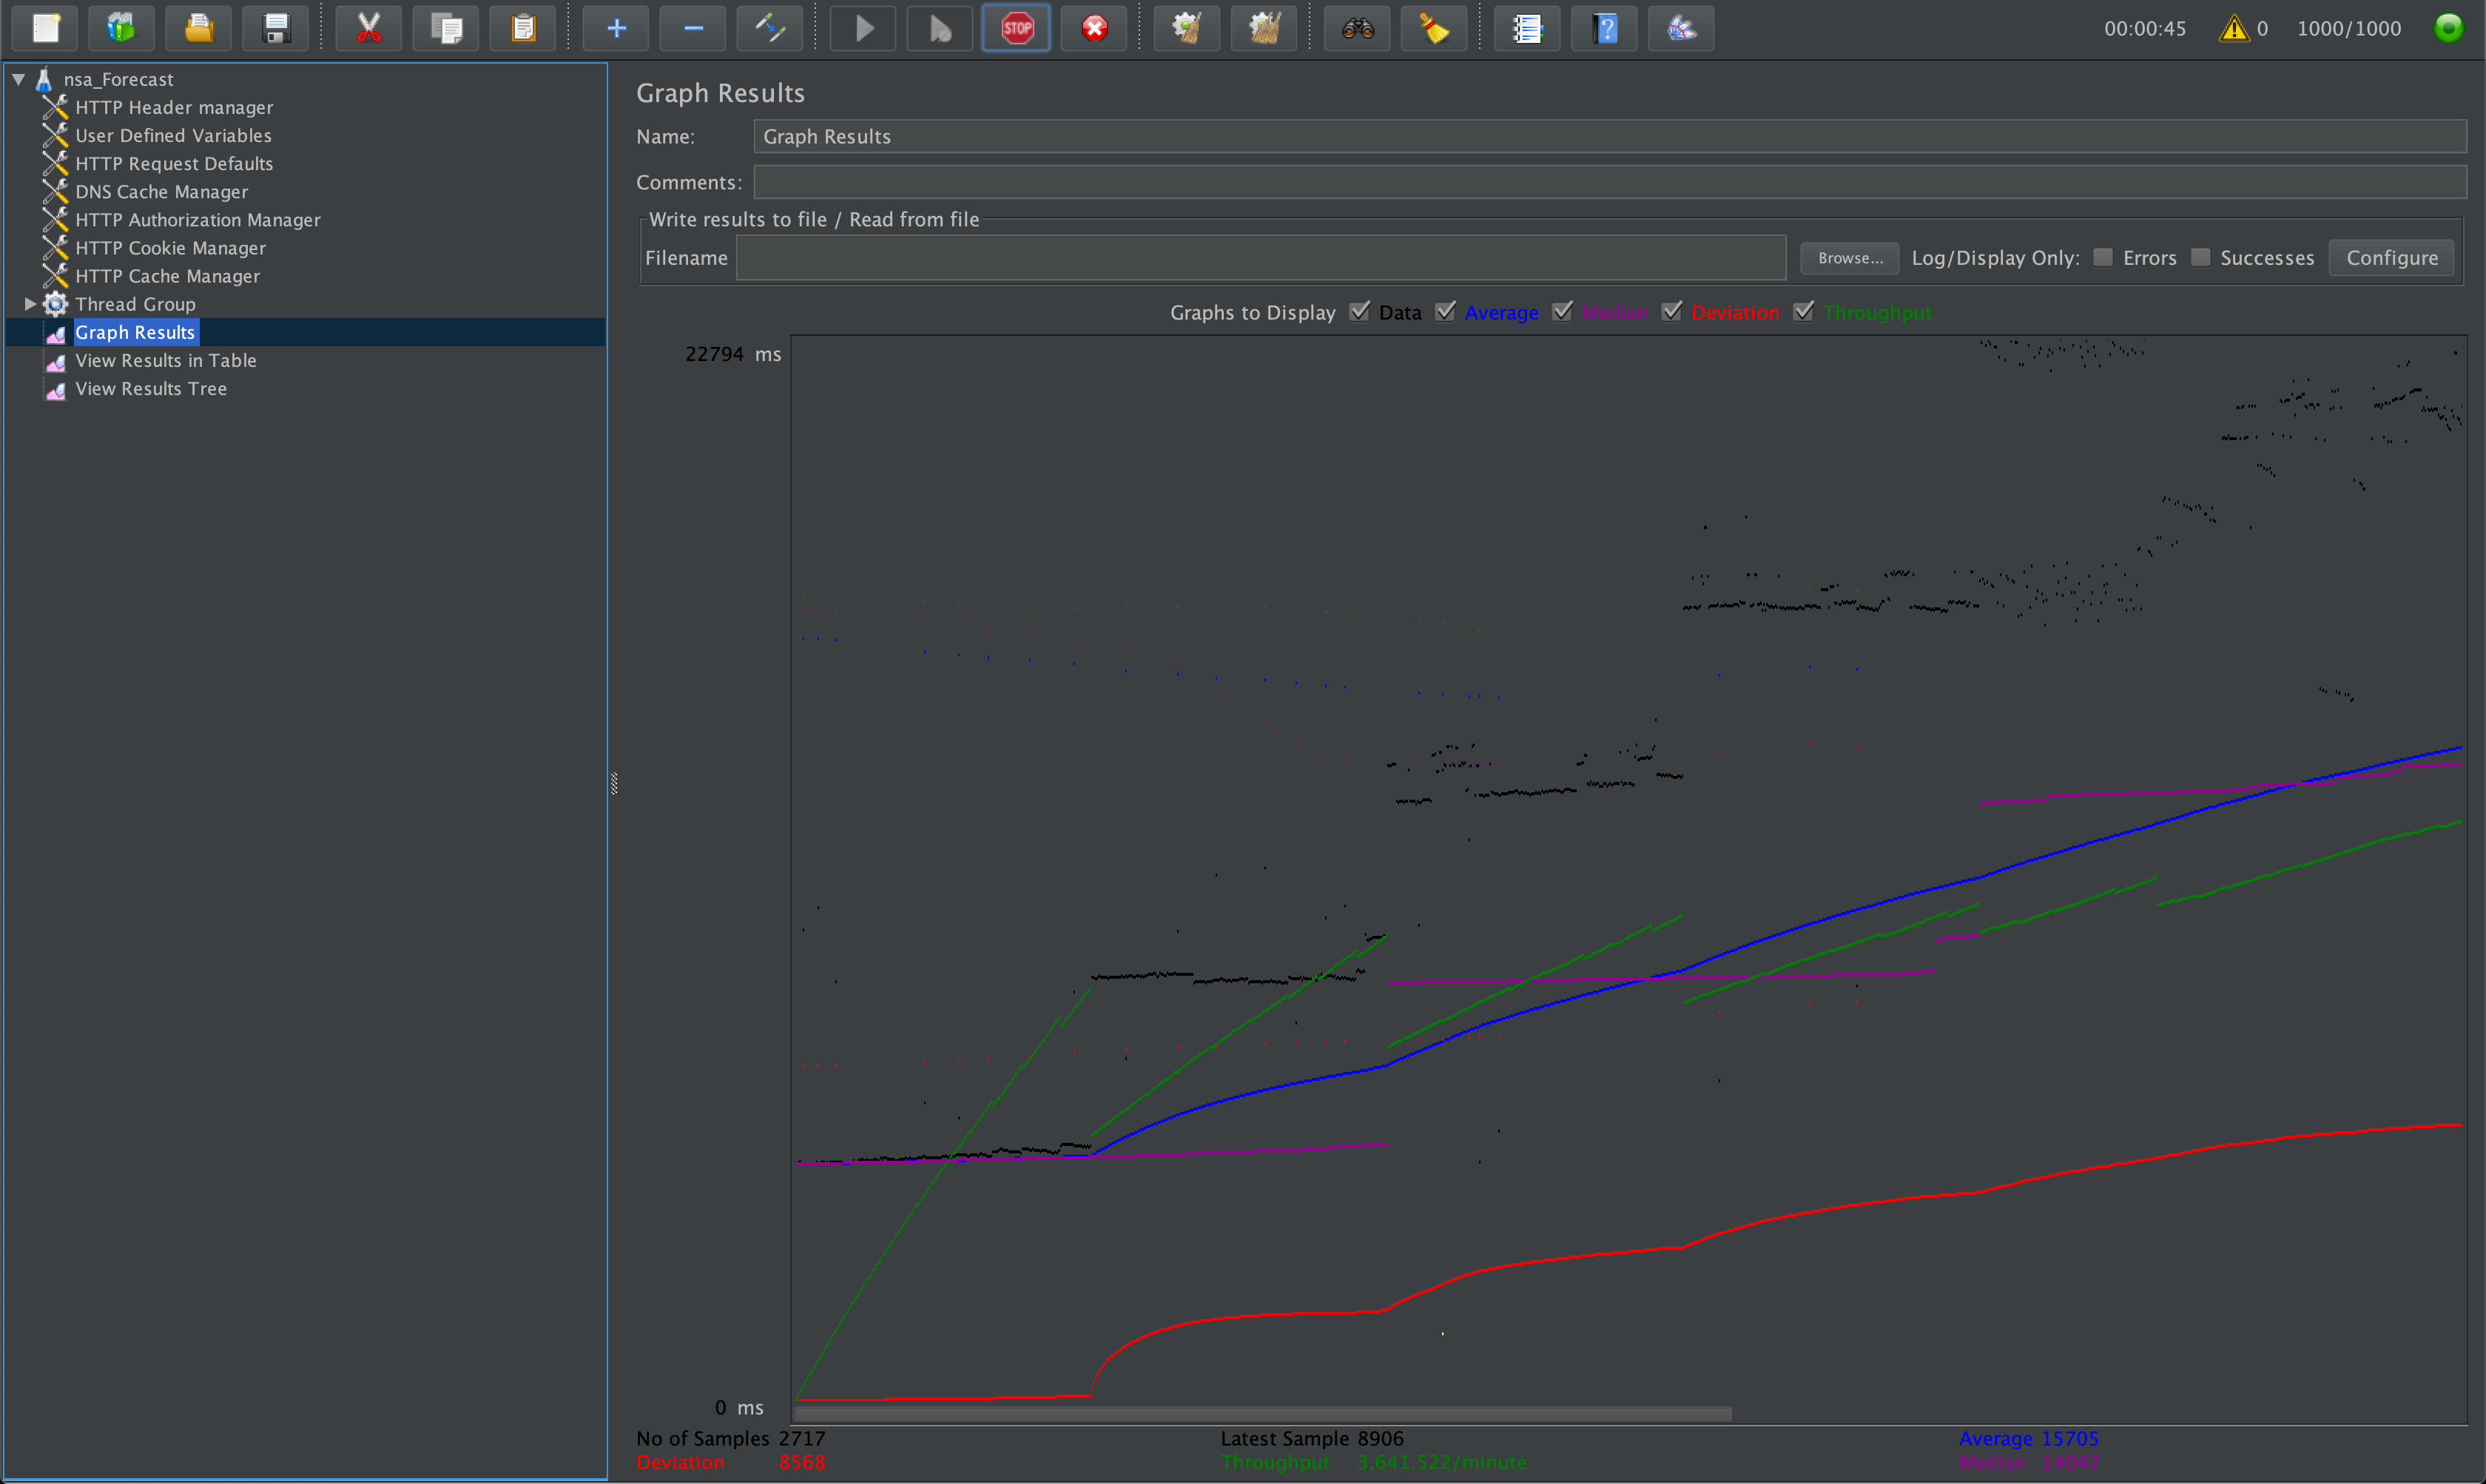 STOP
00:00:45
0
1000/1000
nsa_Forecast
HTTP Header manager
User Defined Variables
HTTP Request Defaults
DNS Cache Manager
HTTP Authorization Manager
HTTP Cookie Manager
HTTP Cache Manager
Thread Group
Graph Results
View Results in Table
View Results Tree
Graph Results
Name: Graph Results
Comments:
Write results to file / Read from file
Filename Browse... Log/Display Only: Errors Successes Configure
Graphs to Display Data Average Median Deviation Throughput
22794 ms
0 ms
No of Samples 2717 Latest Sample 8906 Average 15705
Deviation 8568 Throughput 3,641.522/minute Median 14042